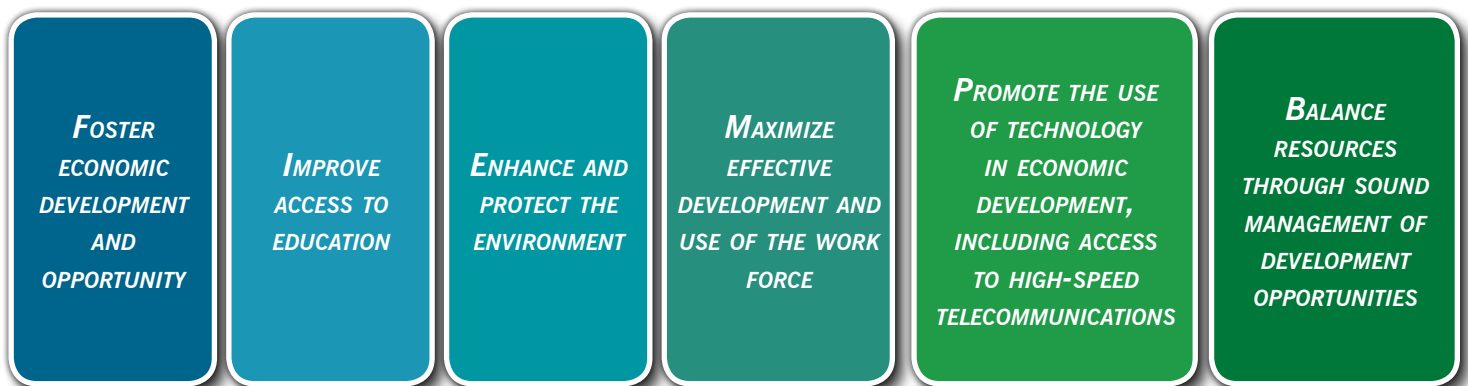 FOSTER
ECONOMIC
DEVELOPMENT
AND
OPPORTUNITY
IMPROVE
ACCESS TO
EDUCATION
ENHANCE AND
PROTECT THE
ENVIRONMENT
MAXIMIZE
EFFECTIVE
DEVELOPMENT AND
USE OF THE WORK
FORCE
PROMOTE THE USE
OF TECHNOLOGY
IN ECONOMIC
DEVELOPMENT,
INCLUDING ACCESS
TO HIGH-SPEED
TELECOMMUNICATIONS
BALANCE
RESOURCES
THROUGH SOUND
MANAGEMENT OF
DEVELOPMENT
OPPORTUNITIES